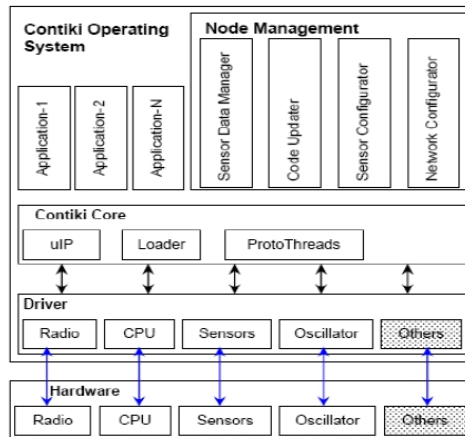 Contiki Operating
System
Node Management
Application-1
Application-2
Application-N
Sensor Data Manager
Code Updater
Sensor Configurator
Network Configurator
Contiki Core
uIP
Loader
ProtoThreads
Driver
Radio
CPU
Sensors
Oscillator
Others
Hardware
Radio
CPU
Sensors
Oscillator
Others